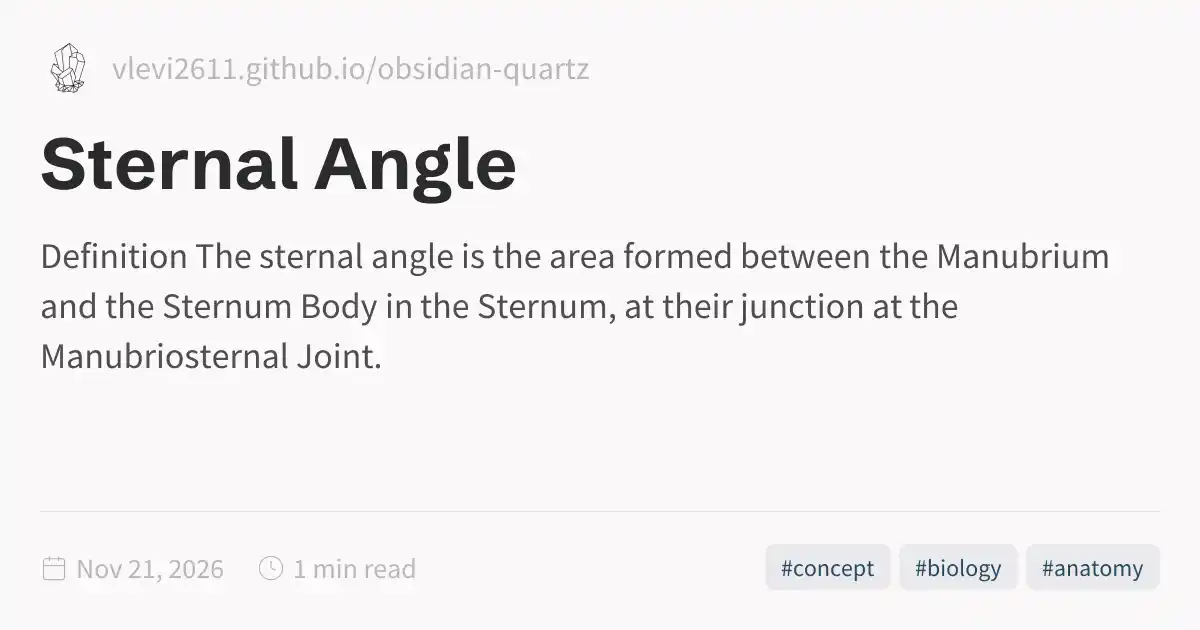 vlevi2611.github.io/obsidian-quartz
Sternal Angle
Definition The sternal angle is the area formed between the Manubrium
and the Sternum Body in the Sternum, at their junction at the
Manubriosternal Joint.
Nov 21, 2026 1 min read #concept #biology #anatomy